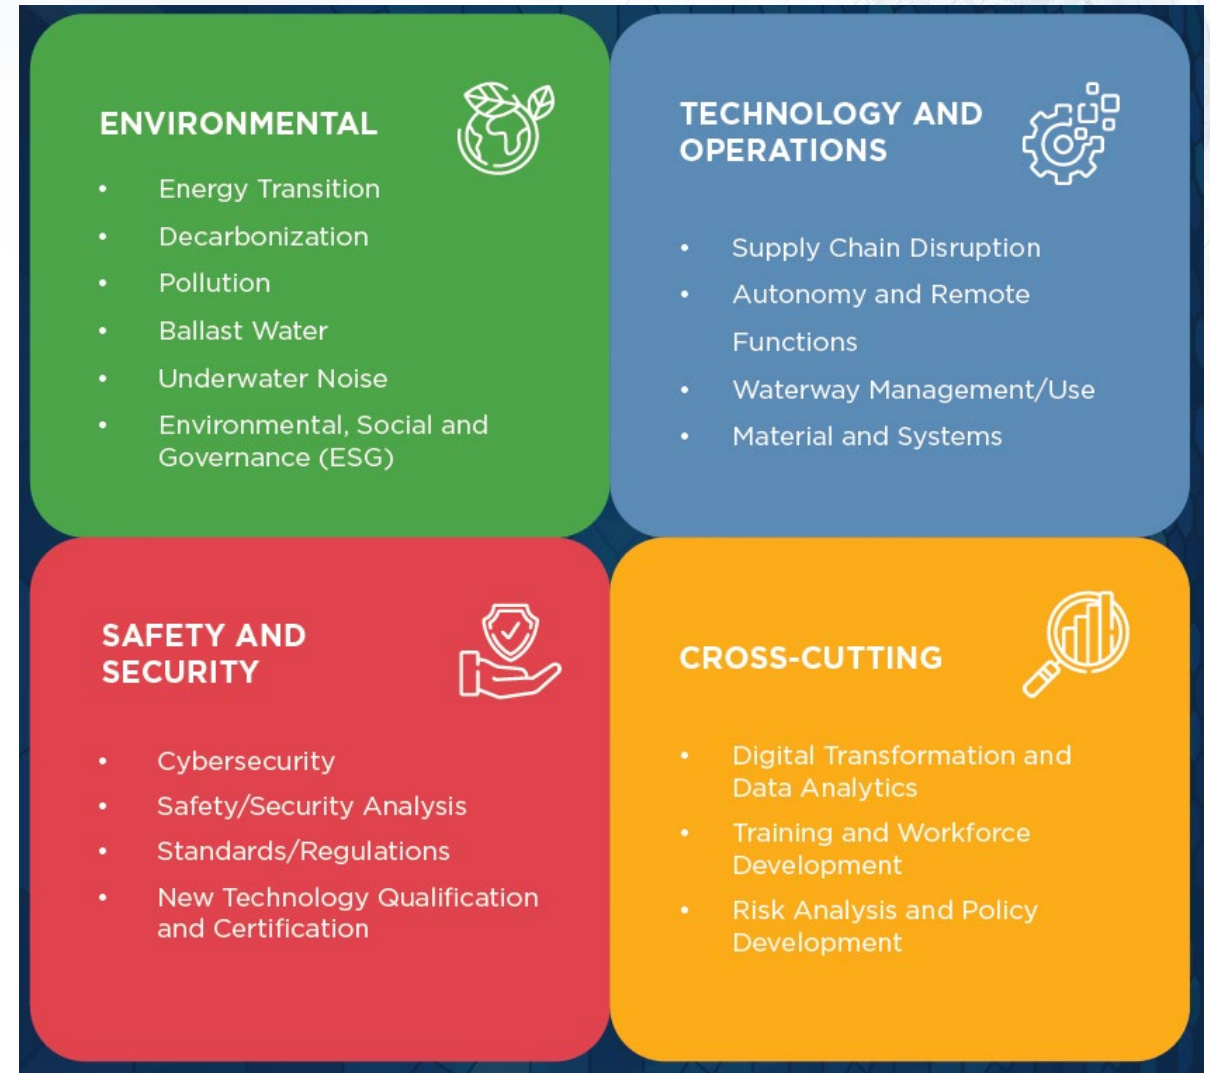 ENVIRONMENTAL
• Energy Transition
• Decarbonization
• Pollution
• Ballast Water
• Underwater Noise
• Environmental, Social and
Governance (ESG)
TECHNOLOGY AND
OPERATIONS
• Supply Chain Disruption
• Autonomy and Remote
Functions
• Waterway Management/Use
• Material and Systems
SAFETY AND
SECURITY
• Cybersecurity
• Safety/Security Analysis
• Standards/Regulations
• New Technology Qualification
and Certification
CROSS-CUTTING
• Digital Transformation and
Data Analytics
• Training and Workforce
Development
• Risk Analysis and Policy
Development